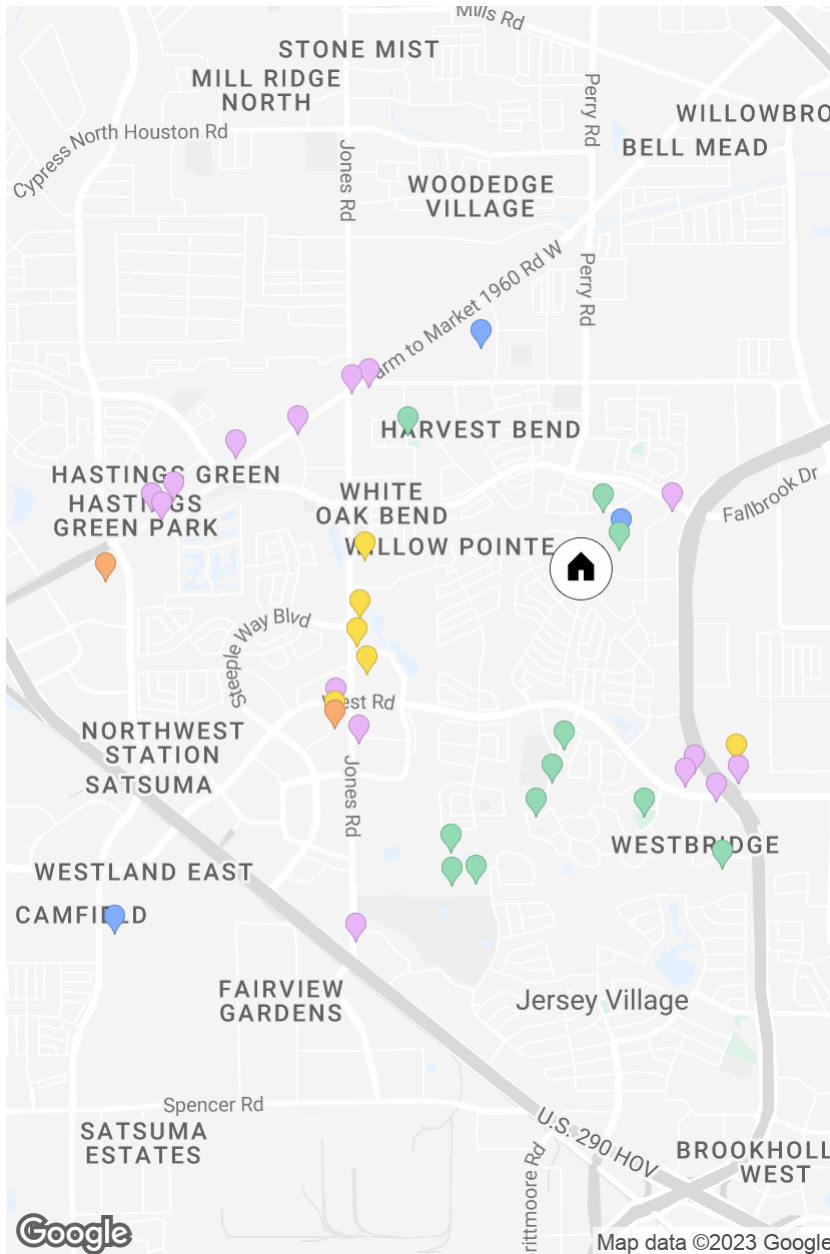 Mills Rd
STONE MIST
MILL RIDGE
NORTH
Perry Rd
WILLOWBRO
Cypress North Houston Rd
BELL MEAD
Jones Rd
WOODEDGE
VILLAGE
Perry Rd
arm to Market 1960 Rd W
HARVEST BEND
HASTINGS GREEN
HASTINGS
GREEN PARK
WHITE
OAK BEND
Fallbrook Dr
WILLOW POINTE
Steeple Way Blvd
West Rd
NORTHWEST
STATION
SATSUMA
Jones Rd
WESTBRIDGE
WESTLAND EAST
CAMFIELD
FAIRVIEW
GARDENS
Jersey Village
Spencer Rd
SATSUMA
ESTATES
U.S. 290 HOV
BROOKHOLL
WEST
rittmoore Rd
Google
Map data ©2023 Google